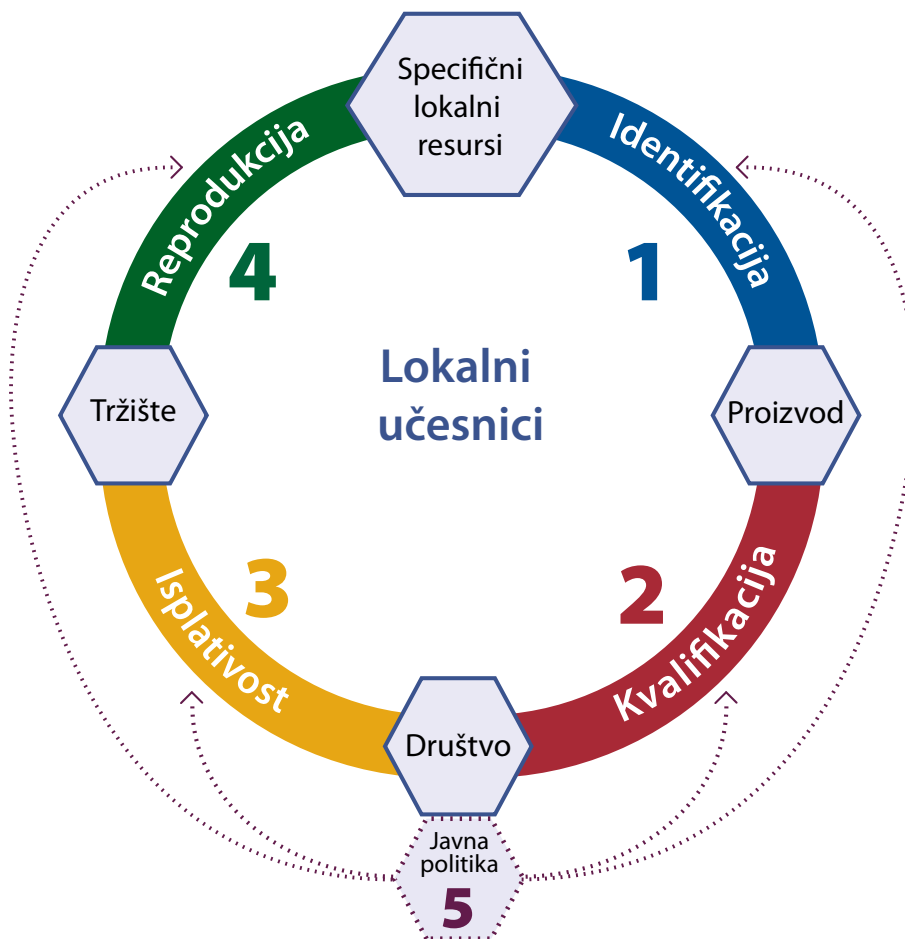 Specifični
lokalni
resursi
Identifikacija
1
Proizvod
Kvalifikacija
2
Društvo
Isplativost
3
Tržište
Reprodukcija
4
Lokalni
učesnici
Javna
politika
5